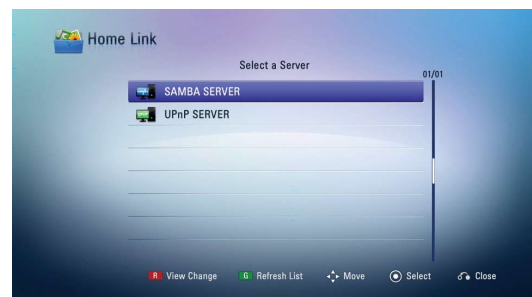 Home Link
Select a Server
01/01
SAMBA SERVER
UPnP SERVER
R View Change G Refresh List Move Select Close